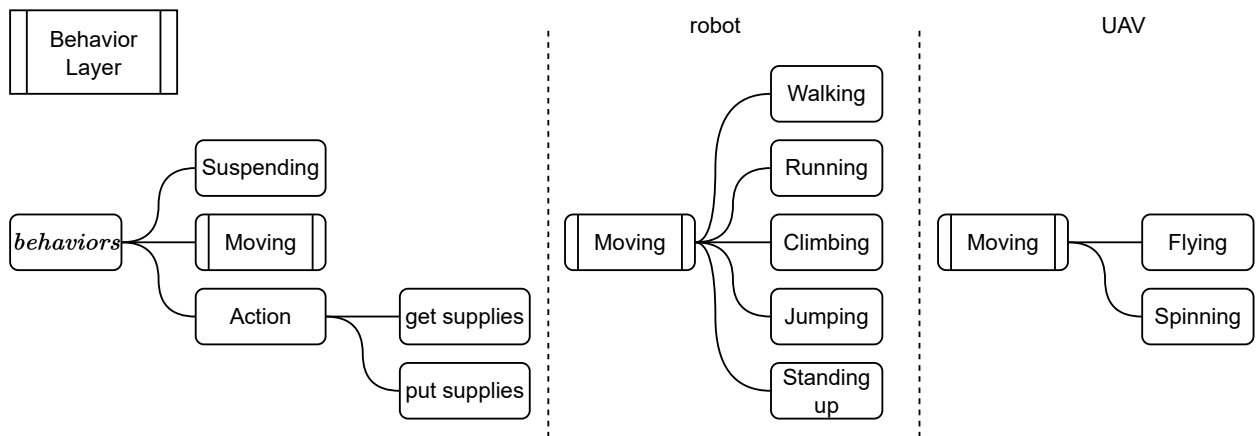 Behavior
Layer
behaviors
Suspending
Moving
Action
get supplies
put supplies
robot
Moving
Walking
Running
Climbing
Jumping
Standing
up
UAV
Moving
Flying
Spinning